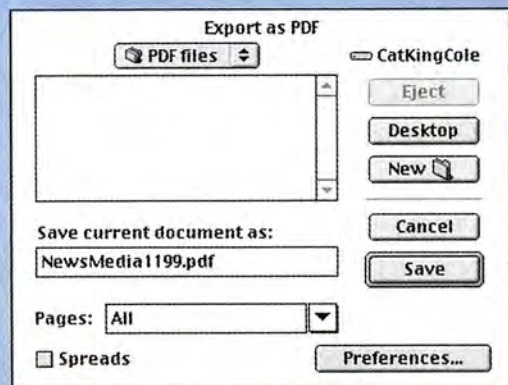 Export as PDF
PDF files
CatKingCole
Eject
Desktop
New
Save current document as:
Cancel
NewsMedia1199.pdf
Save
Pages: All
Spreads
Preferences...